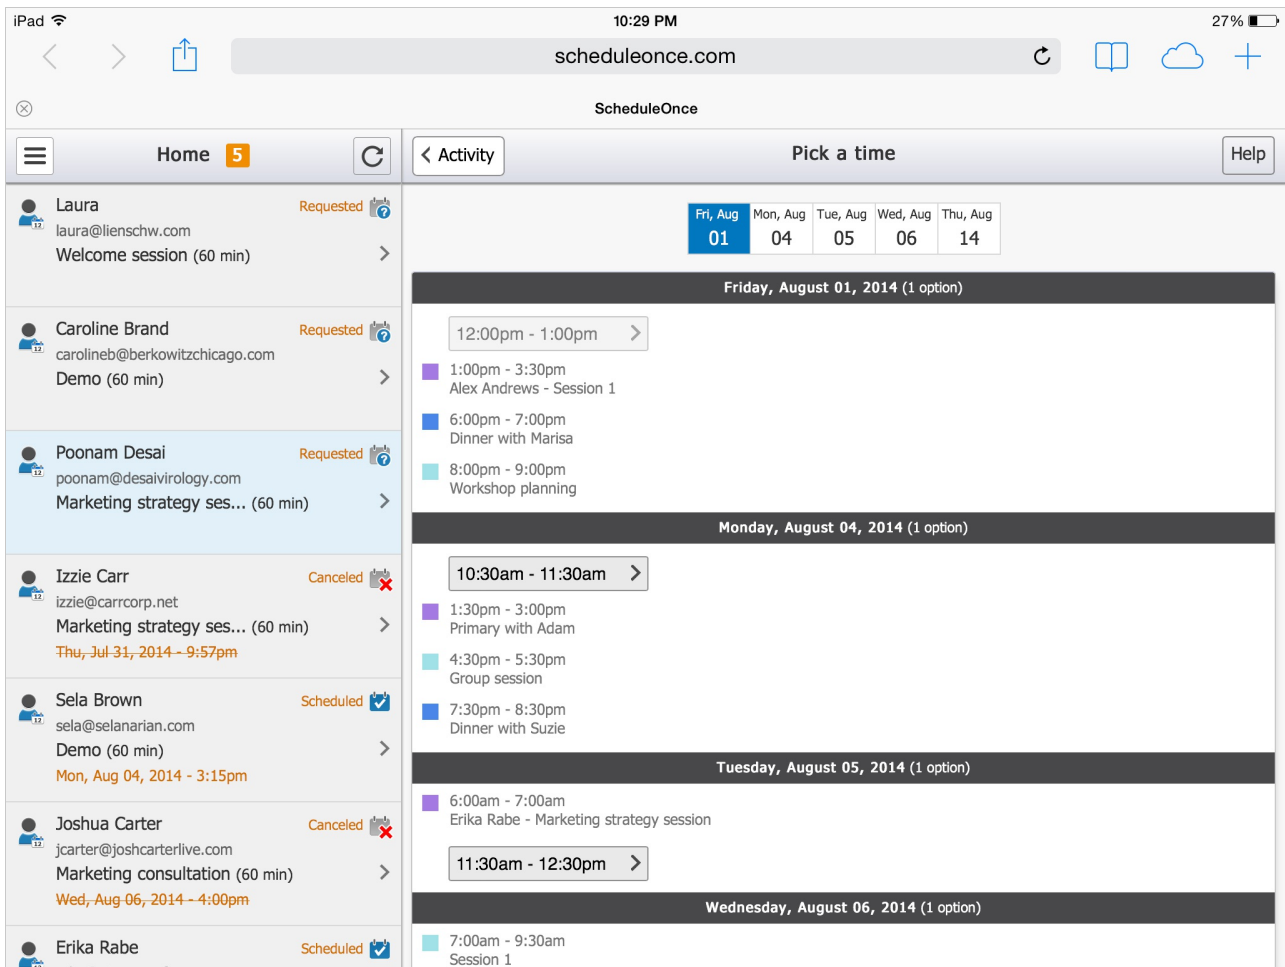 iPad
10:29 PM
27%
scheduleonce.com
ScheduleOnce
Home 5
Activity
Pick a time
Help
Laura
Requested
laura@lienschw.com
Welcome session (60 min)
Caroline Brand
Requested
carolineb@berkowitzchicago.com
Demo (60 min)
Poonam Desai
Requested
poonam@desaivirology.com
Marketing strategy ses... (60 min)
Izzie Carr
Canceled
izzie@carrcorp.net
Marketing strategy ses... (60 min)
Thu, Jul 31, 2014 - 9:57pm
Sela Brown
Scheduled
sela@selanarian.com
Demo (60 min)
Mon, Aug 04, 2014 - 3:15pm
Joshua Carter
Canceled
jcarter@joshcarterlive.com
Marketing consultation (60 min)
Wed, Aug 06, 2014 - 4:00pm
Erika Rabe
Scheduled
Fri, Aug
01
Mon, Aug
04
Tue, Aug
05
Wed, Aug
06
Thu, Aug
14
Friday, August 01, 2014 (1 option)
12:00pm - 1:00pm
1:00pm - 3:30pm
Alex Andrews - Session 1
6:00pm - 7:00pm
Dinner with Marisa
8:00pm - 9:00pm
Workshop planning
Monday, August 04, 2014 (1 option)
10:30am - 11:30am
1:30pm - 3:00pm
Primary with Adam
4:30pm - 5:30pm
Group session
7:30pm - 8:30pm
Dinner with Suzie
Tuesday, August 05, 2014 (1 option)
6:00am - 7:00am
Erika Rabe - Marketing strategy session
11:30am - 12:30pm
Wednesday, August 06, 2014 (1 option)
7:00am - 9:30am
Session 1